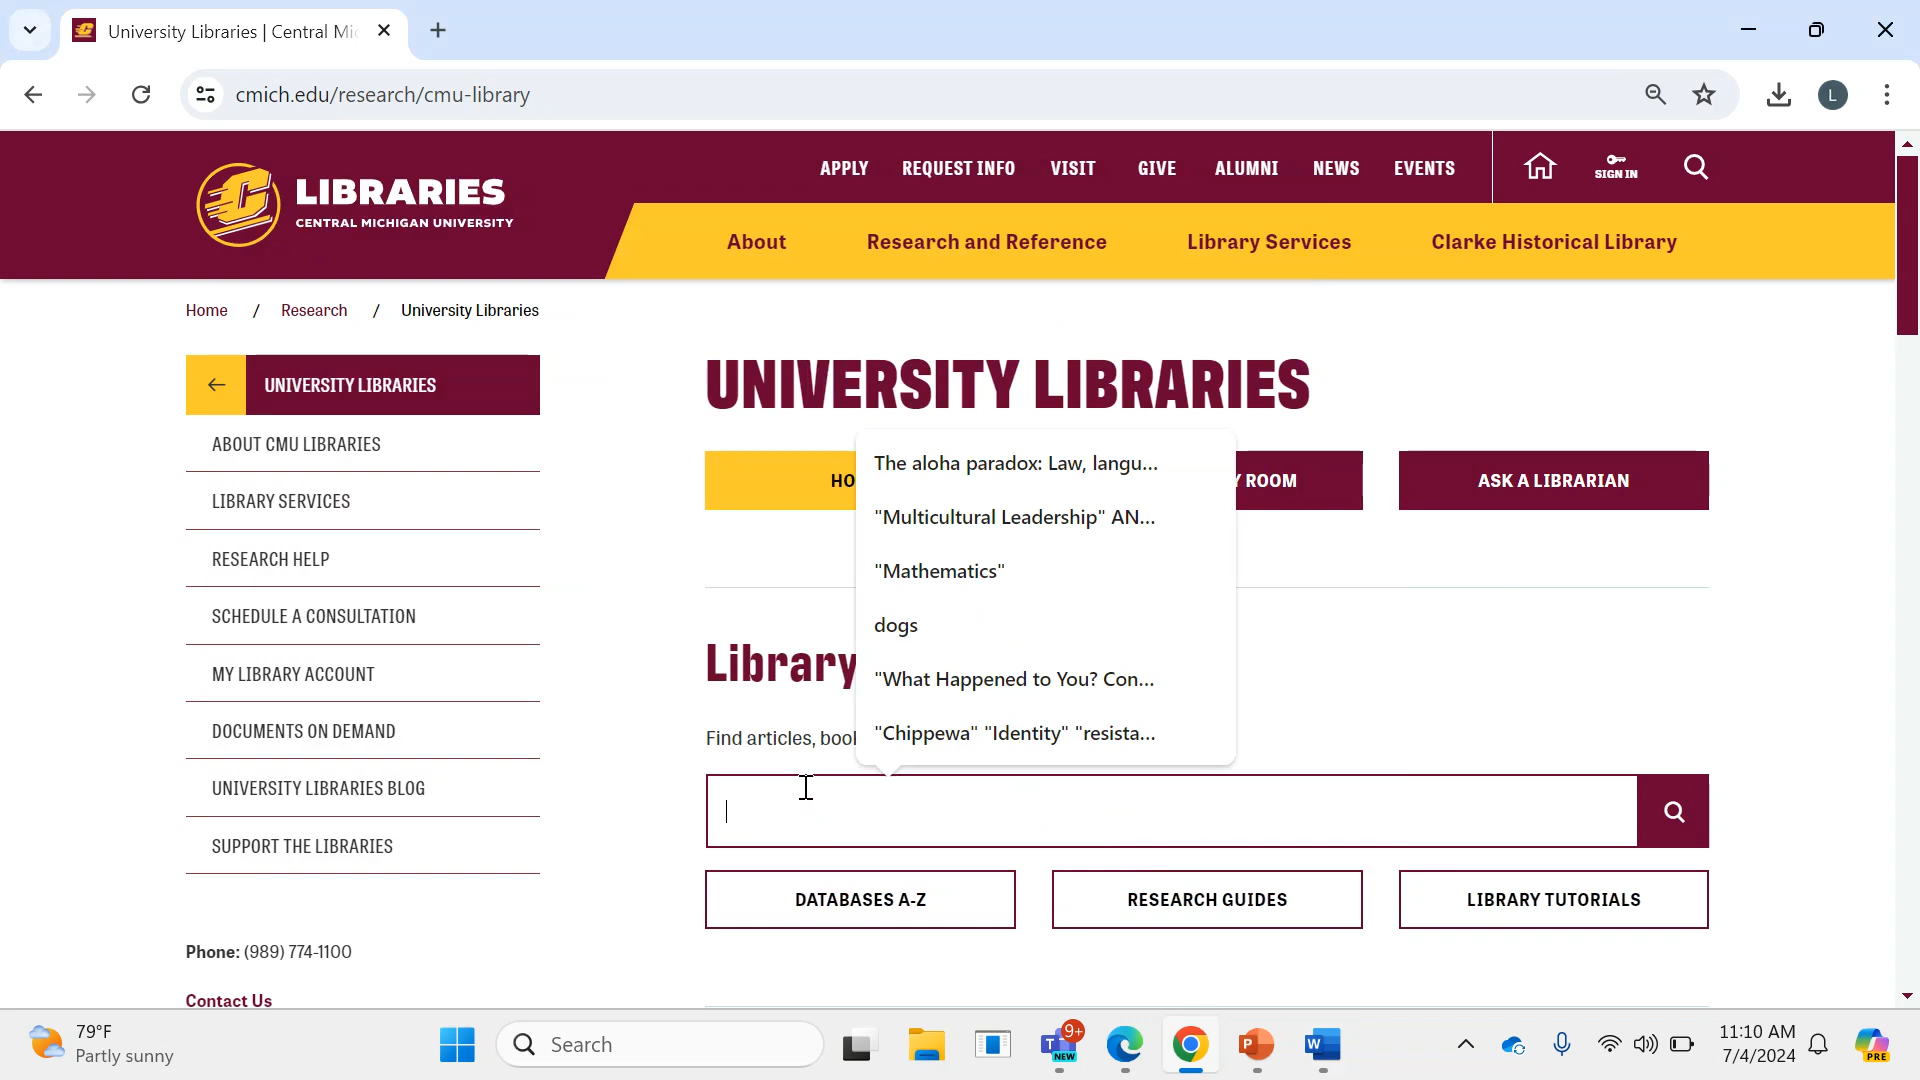 University Libraries | Central Mi
cmich.edu/research/cmu-library
L
LIBRARIES
CENTRAL MICHIGAN UNIVERSITY
APPLY REQUEST INFO VISIT GIVE ALUMNI NEWS EVENTS
SIGN IN
About Research and Reference Library Services Clarke Historical Library
Home / Research / University Libraries
UNIVERSITY LIBRARIES
ABOUT CMU LIBRARIES
LIBRARY SERVICES
RESEARCH HELP
SCHEDULE A CONSULTATION
MY LIBRARY ACCOUNT
DOCUMENTS ON DEMAND
UNIVERSITY LIBRARIES BLOG
SUPPORT THE LIBRARIES
Phone: (989) 774-1100
Contact Us
UNIVERSITY LIBRARIES
HO
Y ROOM
ASK A LIBRARIAN
The aloha paradox: Law, langu...
"Multicultural Leadership" AN...
"Mathematics"
dogs
"What Happened to You? Con...
"Chippewa" "Identity" "resista...
Library
Find articles, book
DATABASES A-Z RESEARCH GUIDES LIBRARY TUTORIALS
79°F
Partly sunny
Search
9+
T
NEW
P
W
11:10 AM
7/4/2024
PRE